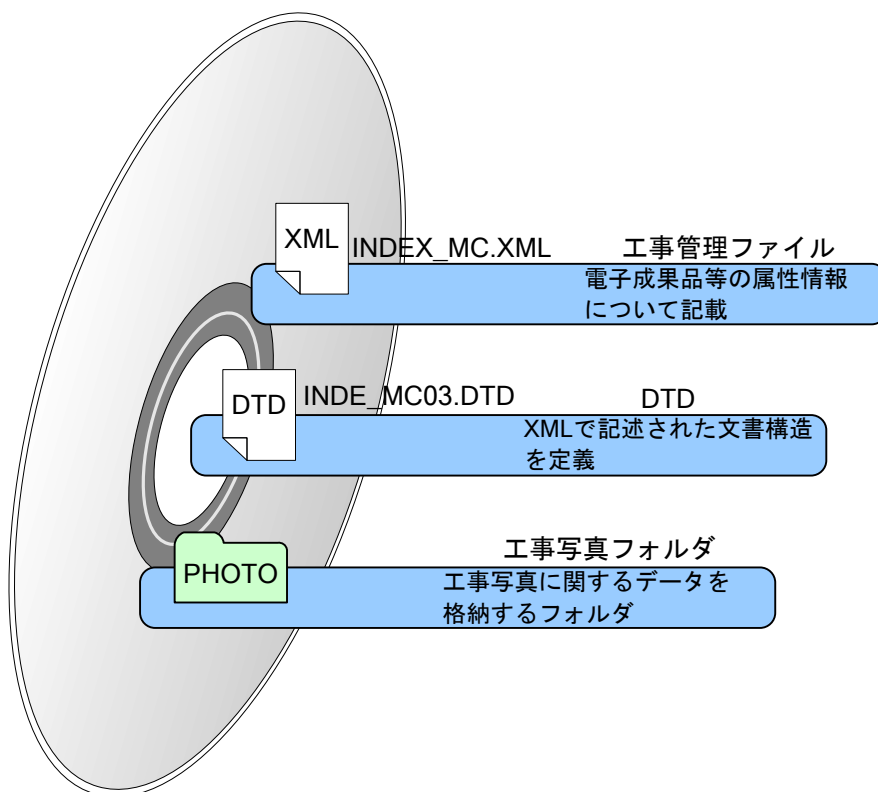 XML
INDEX_MC.XML 工事管理ファイル
電子成果品等の属性情報
について記載
DTD
INDE_MC03.DTD DTD
XMLで記述された文書構造
を定義
PHOTO
工事写真フォルダ
工事写真に関するデータを
格納するフォルダ